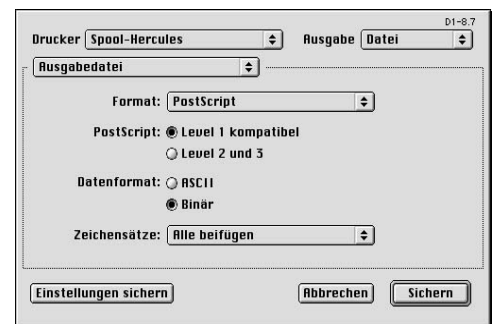 D1-8.7
Drucker Spool-Hercules Ausgabe Datei
Ausgabedatei
Format: PostScript
PostScript: Level 1 kompatibel
Level 2 und 3
Datenformat: ASCII
Binär
Zeichensätze: Alle beifügen
Einstellungen sichern Abbrechen Sichern